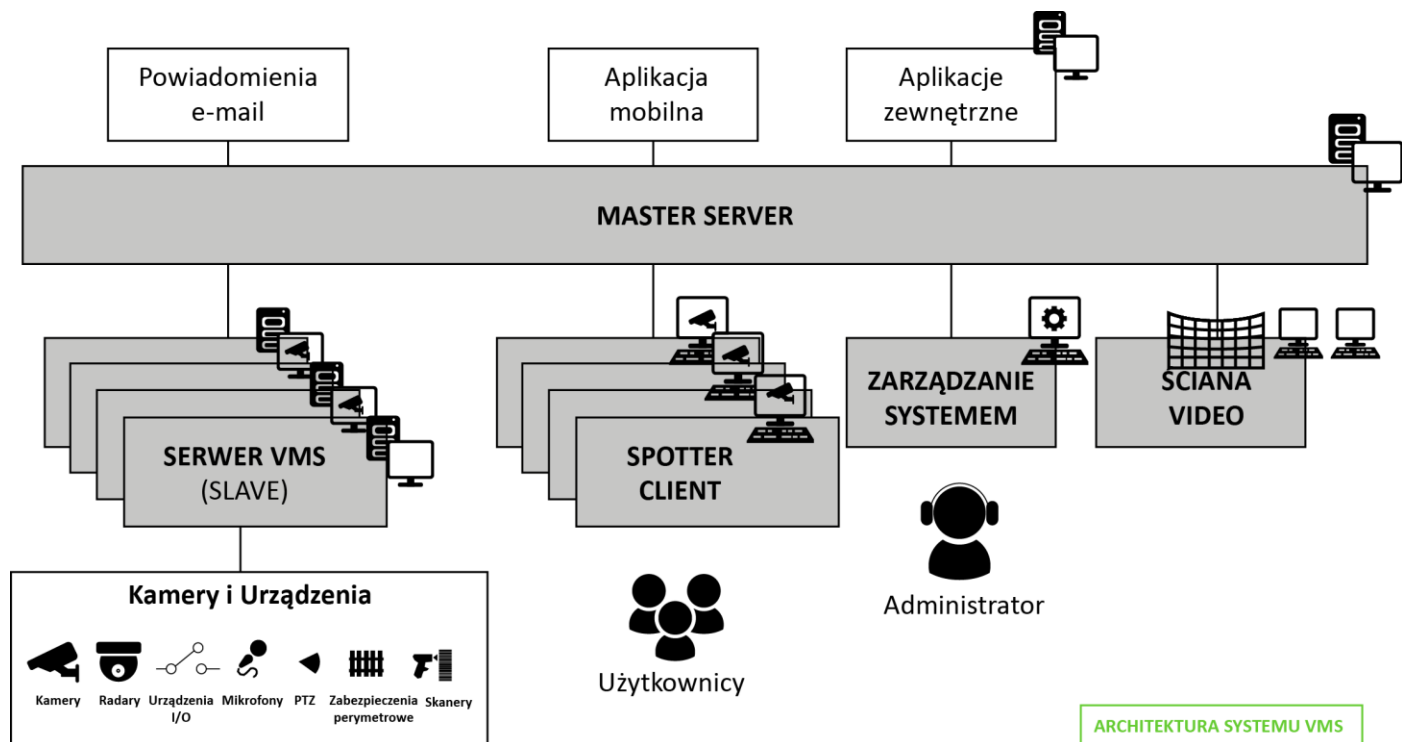 Powiadomienia
e-mail
Aplikacja
mobilna
Aplikacje
zewnętrzne
MASTER SERVER
SERWER VMS
(SLAVE)
SPOTTER
CLIENT
ZARZĄDZANIE
SYSTEMEM
ŚCIANA
VIDEO
Kamery i Urządzenia
Kamery
Radary
Urządzenia
I/O
Mikrofony
PTZ
Zabezpieczenia
perymetrowe
Skanery
Użytkownicy
Administrator
ARCHITEKTURA SYSTEMU VMS